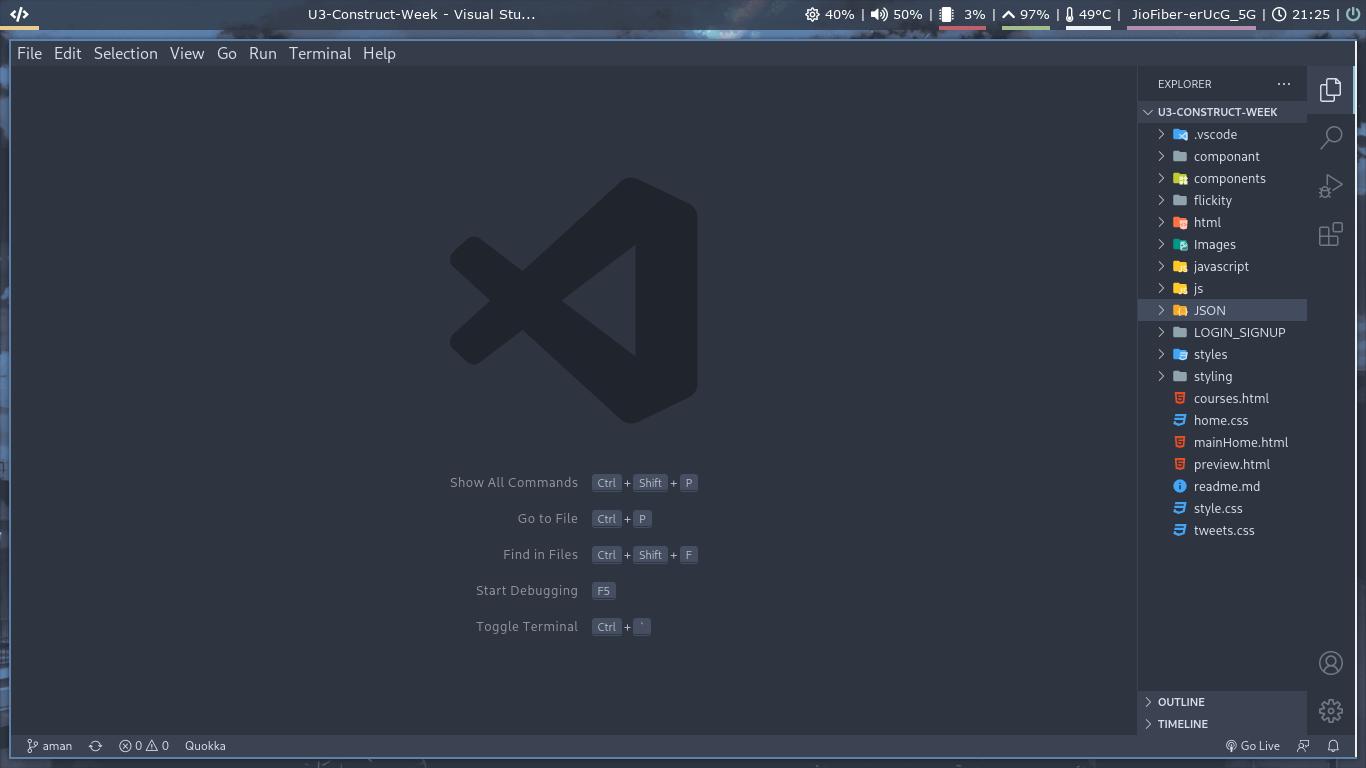 U3-Construct-Week - Visual Stu... 40% | 50% | 3% | 97% | 49°C | JioFiber-erUcG_5G | 21:25 |
File Edit Selection View Go Run Terminal Help
Show All Commands Ctrl + Shift + P
Go to File Ctrl + P
Find in Files Ctrl + Shift + F
Start Debugging F5
Toggle Terminal Ctrl + `
EXPLORER ...
U3-CONSTRUCT-WEEK
.vscode
componant
components
flickity
html
Images
javascript
js
JSON
LOGIN_SIGNUP
styles
styling
courses.html
home.css
mainHome.html
preview.html
readme.md
style.css
tweets.css
OUTLINE
TIMELINE
aman 0 0 Quokka Go Live